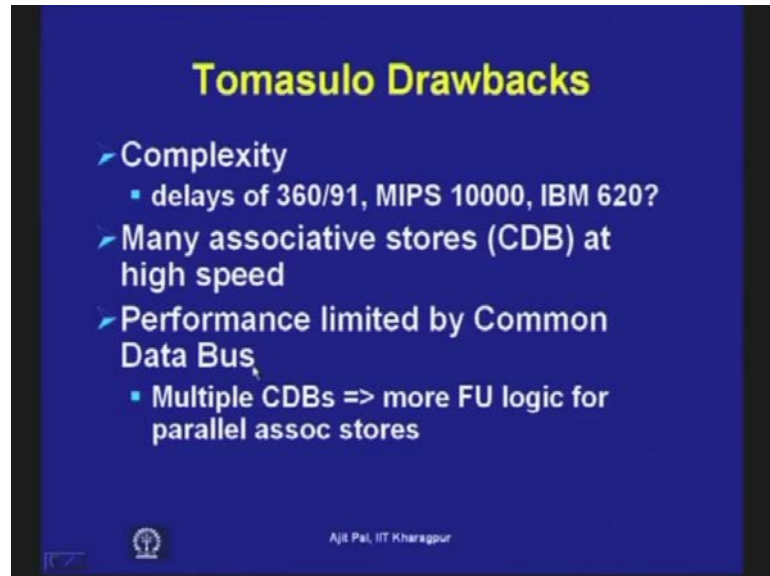 Tomasulo Drawbacks
Complexity
delays of 360/91, MIPS 10000, IBM 620?
Many associative stores (CDB) at
high speed
Performance limited by Common
Data Bus
Multiple CDBs => more FU logic for
parallel assoc stores
Ajit Pal, IIT Kharagpur